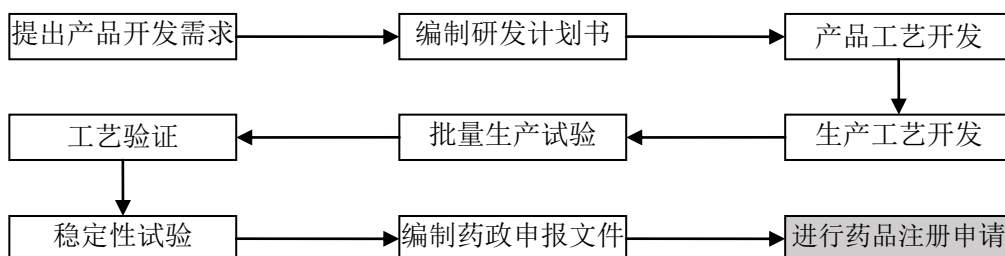 提出产品开发需求
编制研发计划书
产品工艺开发
生产工艺开发
批量生产试验
工艺验证
稳定性试验
编制药政申报文件
进行药品注册申请